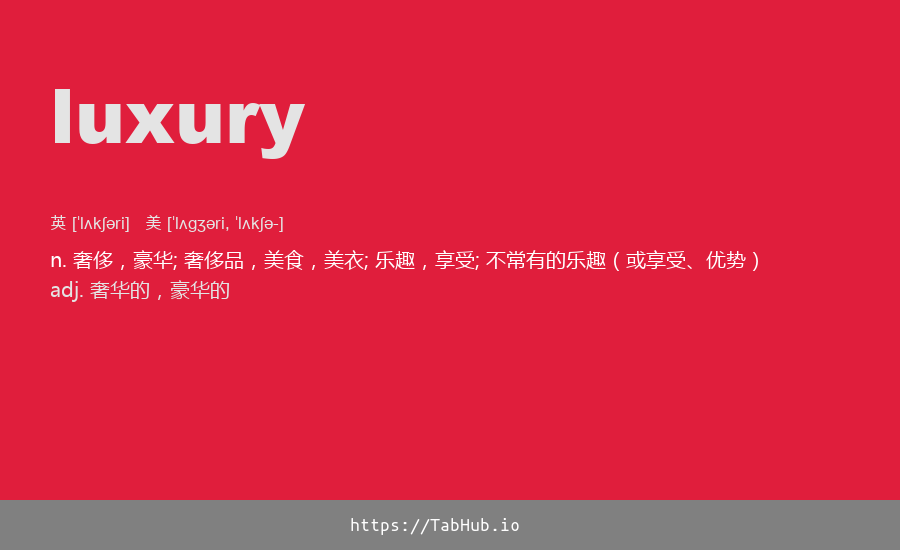 luxury
英 [ˈlʌkʃəri] 美 [ˈlʌgʒəri, ˈlʌkʃə-]
n. 奢侈，豪华; 奢侈品，美食，美衣; 乐趣，享受; 不常有的乐趣（或享受、优势）
adj. 奢华的，豪华的
https://TabHub.io